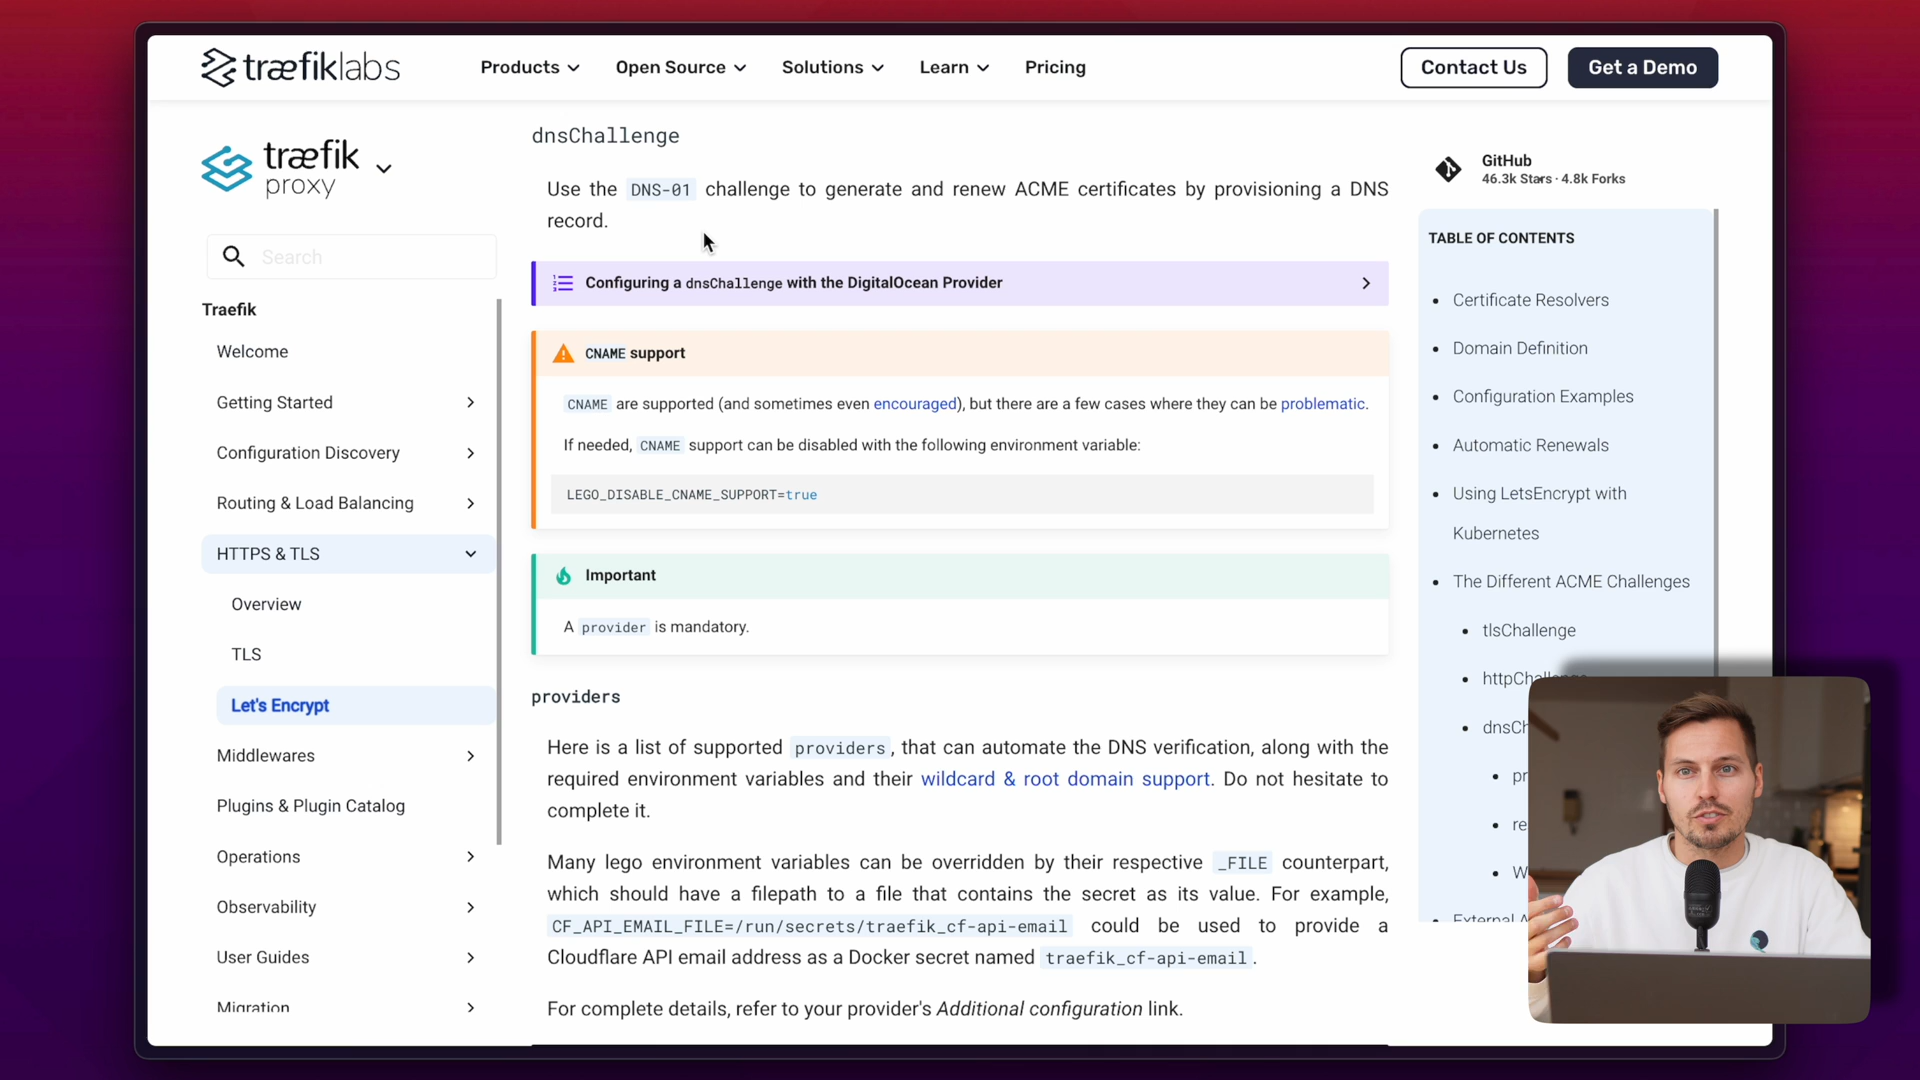 træfiklabs
Products
Open Source
Solutions
Learn
Pricing
Contact Us
Get a Demo
træfik
proxy
Search
Traefik
Welcome
Getting Started
Configuration Discovery
Routing & Load Balancing
HTTPS & TLS
Overview
TLS
Let's Encrypt
Middlewares
Plugins & Plugin Catalog
Operations
Observability
User Guides
Migration
dnsChallenge
Use the DNS-01 challenge to generate and renew ACME certificates by provisioning a DNS
record.
Configuring a dnsChallenge with the DigitalOcean Provider
CNAME support
CNAME are supported (and sometimes even encouraged), but there are a few cases where they can be problematic.
If needed, CNAME support can be disabled with the following environment variable:
LEGO_DISABLE_CNAME_SUPPORT=true
Important
A provider is mandatory.
providers
Here is a list of supported providers, that can automate the DNS verification, along with the
required environment variables and their wildcard & root domain support. Do not hesitate to
complete it.
Many lego environment variables can be overridden by their respective _FILE counterpart,
which should have a filepath to a file that contains the secret as its value. For example,
CF_API_EMAIL_FILE=/run/secrets/traefik_cf-api-email could be used to provide a
Cloudflare API email address as a Docker secret named traefik_cf-api-email.
For complete details, refer to your provider's Additional configuration link.
GitHub
46.3k Stars · 4.8k Forks
TABLE OF CONTENTS
Certificate Resolvers
Domain Definition
Configuration Examples
Automatic Renewals
Using LetsEncrypt with
Kubernetes
The Different ACME Challenges
tlsChallenge
httpChallenge
dnsCh
pr
re
W
External A